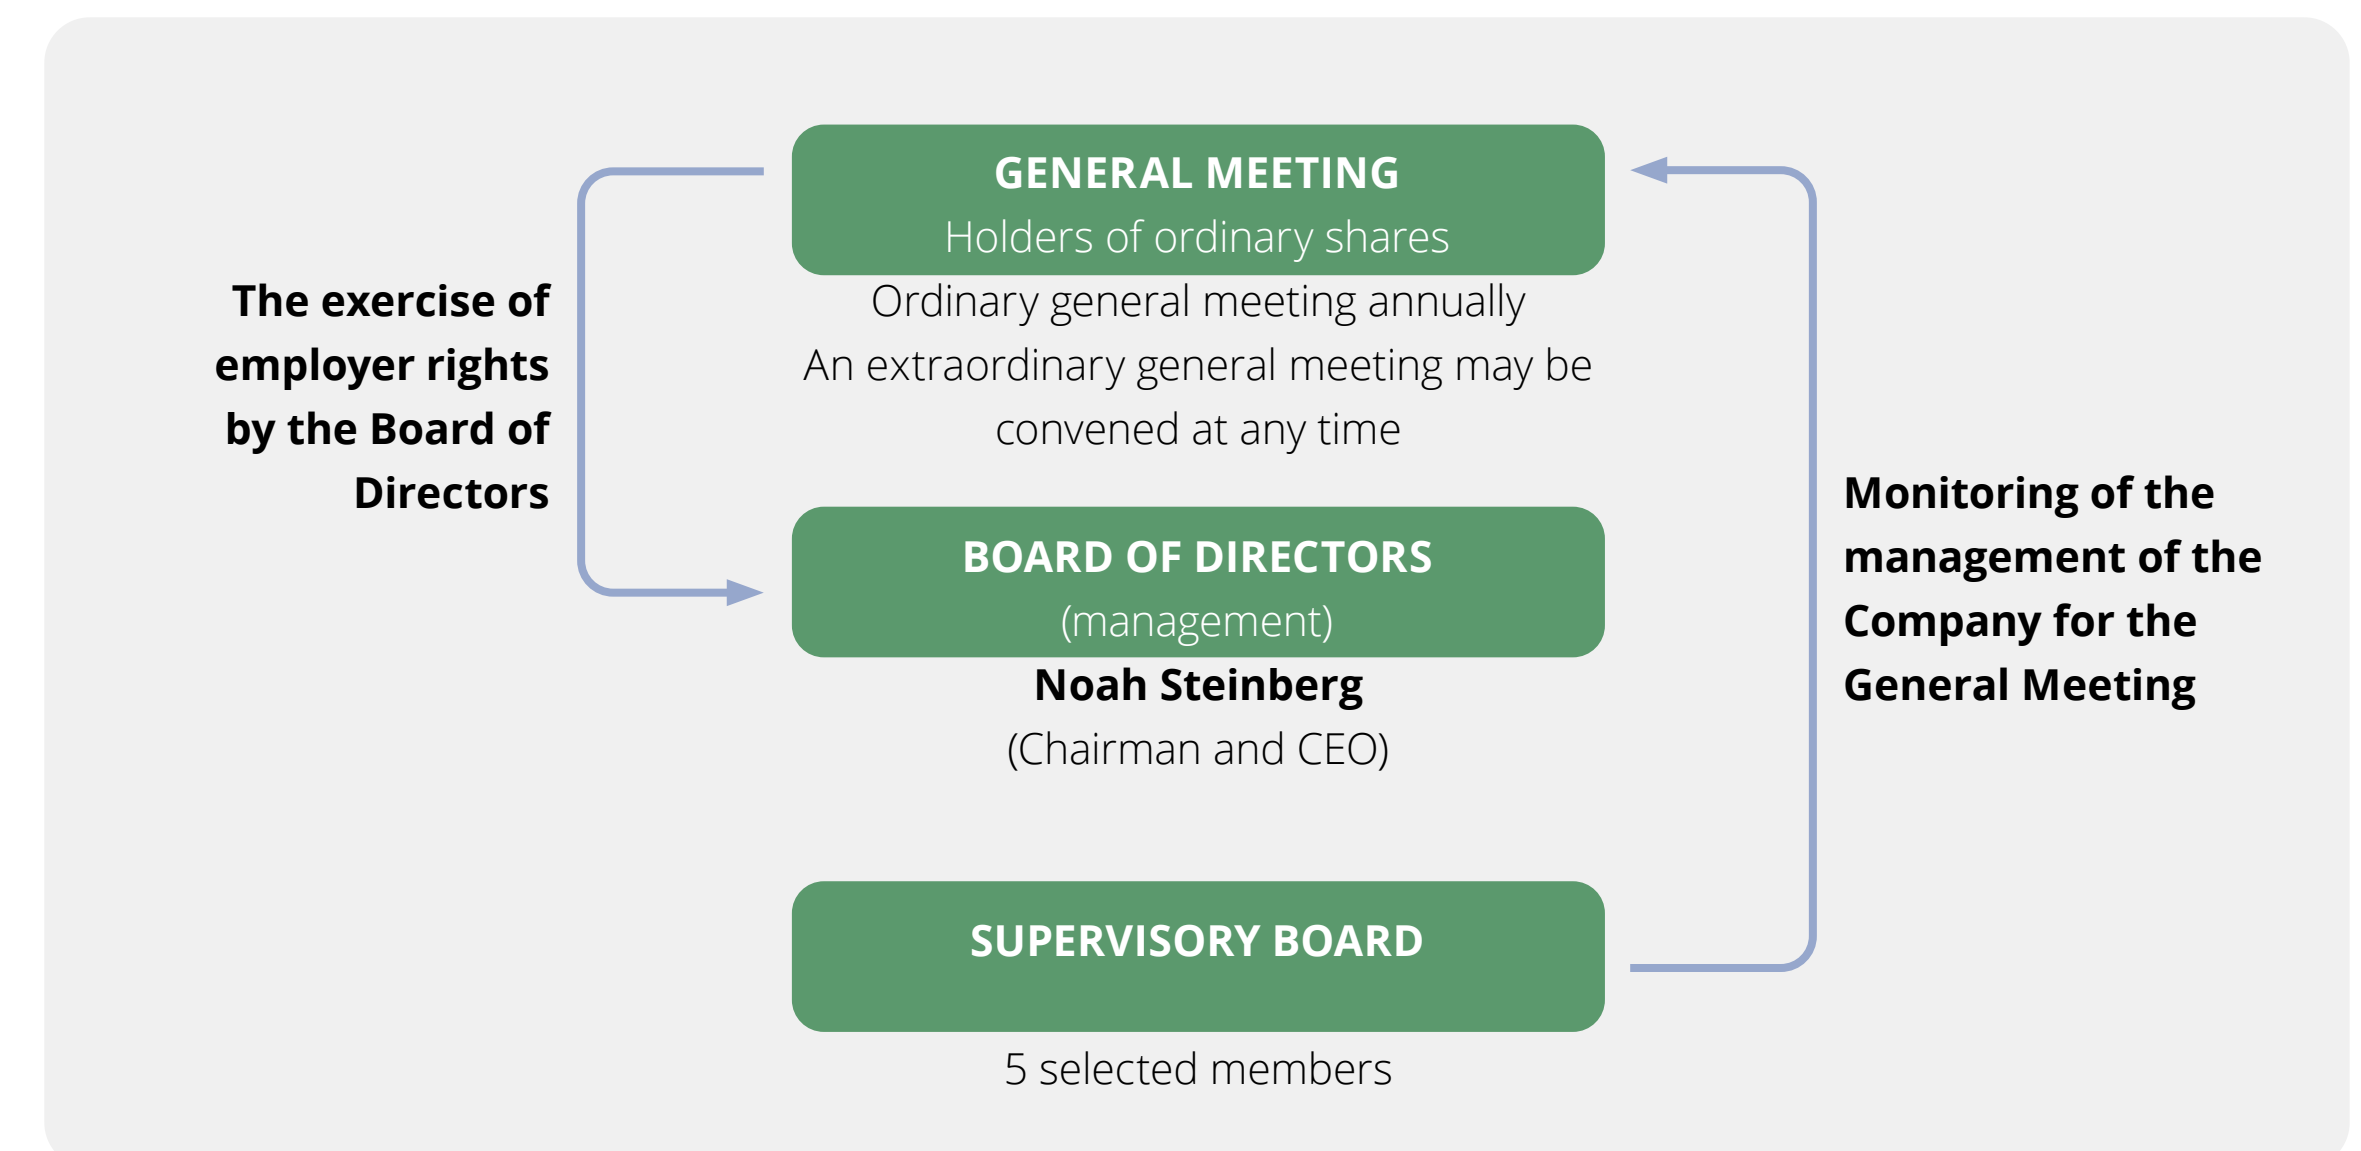 GENERAL MEETING
Holders of ordinary shares
Ordinary general meeting annually
An extraordinary general meeting may be
convened at any time
The exercise of
employer rights
by the Board of
Directors
BOARD OF DIRECTORS
(management)
Noah Steinberg
(Chairman and CEO)
Monitoring of the
management of the
Company for the
General Meeting
SUPERVISORY BOARD
5 selected members